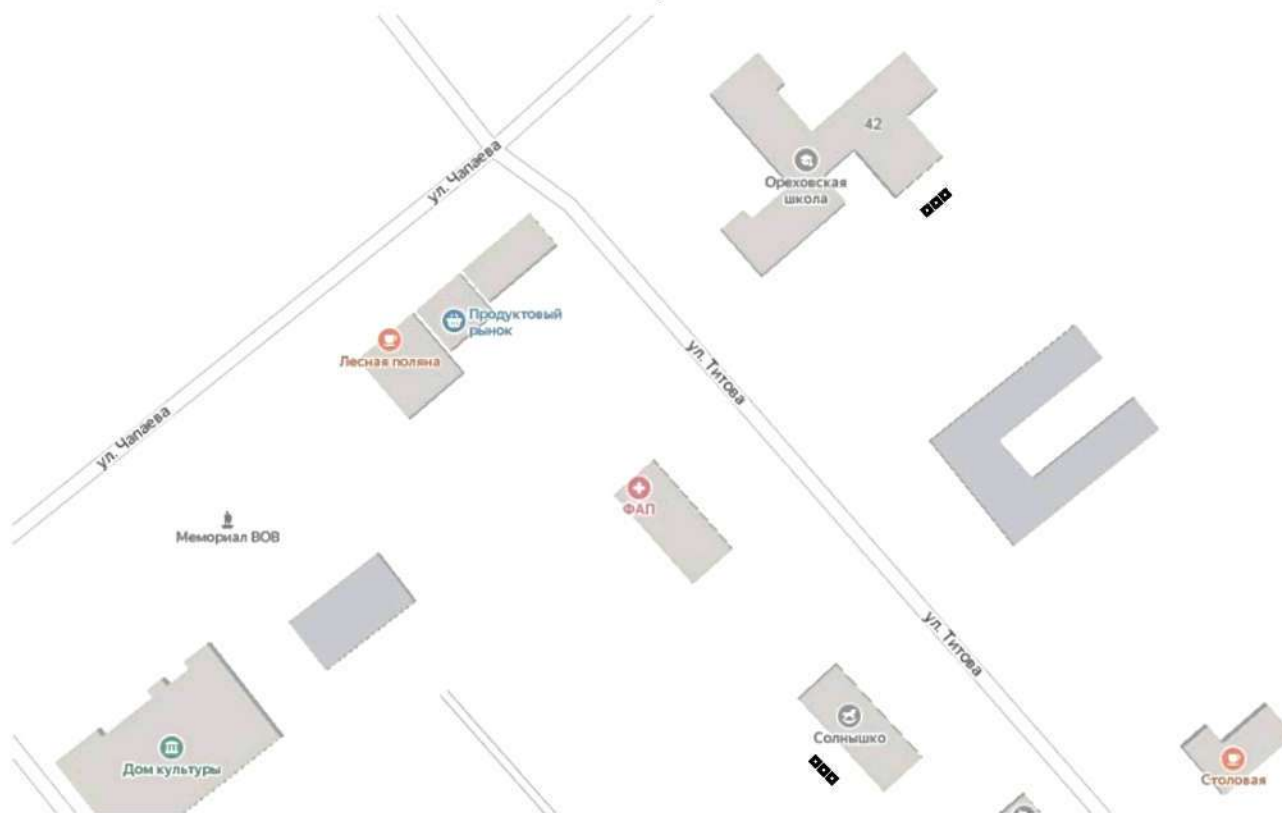 42
ул. Чапаева
Ореховская
школа
Продуктовый
рынок
Лесная поляна
ул. Титова
ул. Чапаева
ФАП
Мемориал ВОВ
ул. Титова
Солнышко
Дом культуры
Столовая